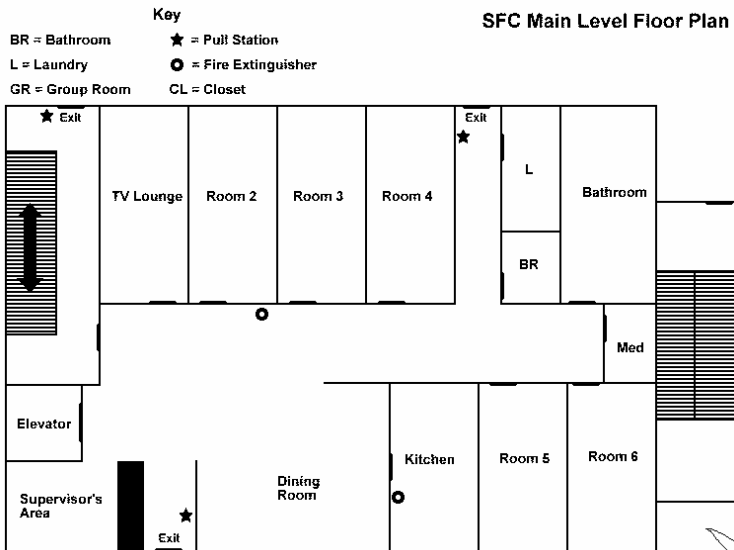 Key
SFC Main Level Floor Plan
BR = Bathroom
= Pull Station
L = Laundry
= Fire Extinguisher
GR = Group Room
CL = Closet
Exit
Exit
TV Lounge
Room 2
Room 3
Room 4
L
Bathroom
BR
Med
Elevator
Kitchen
Room 5
Room 6
Dining
Room
Supervisor's
Area
Exit